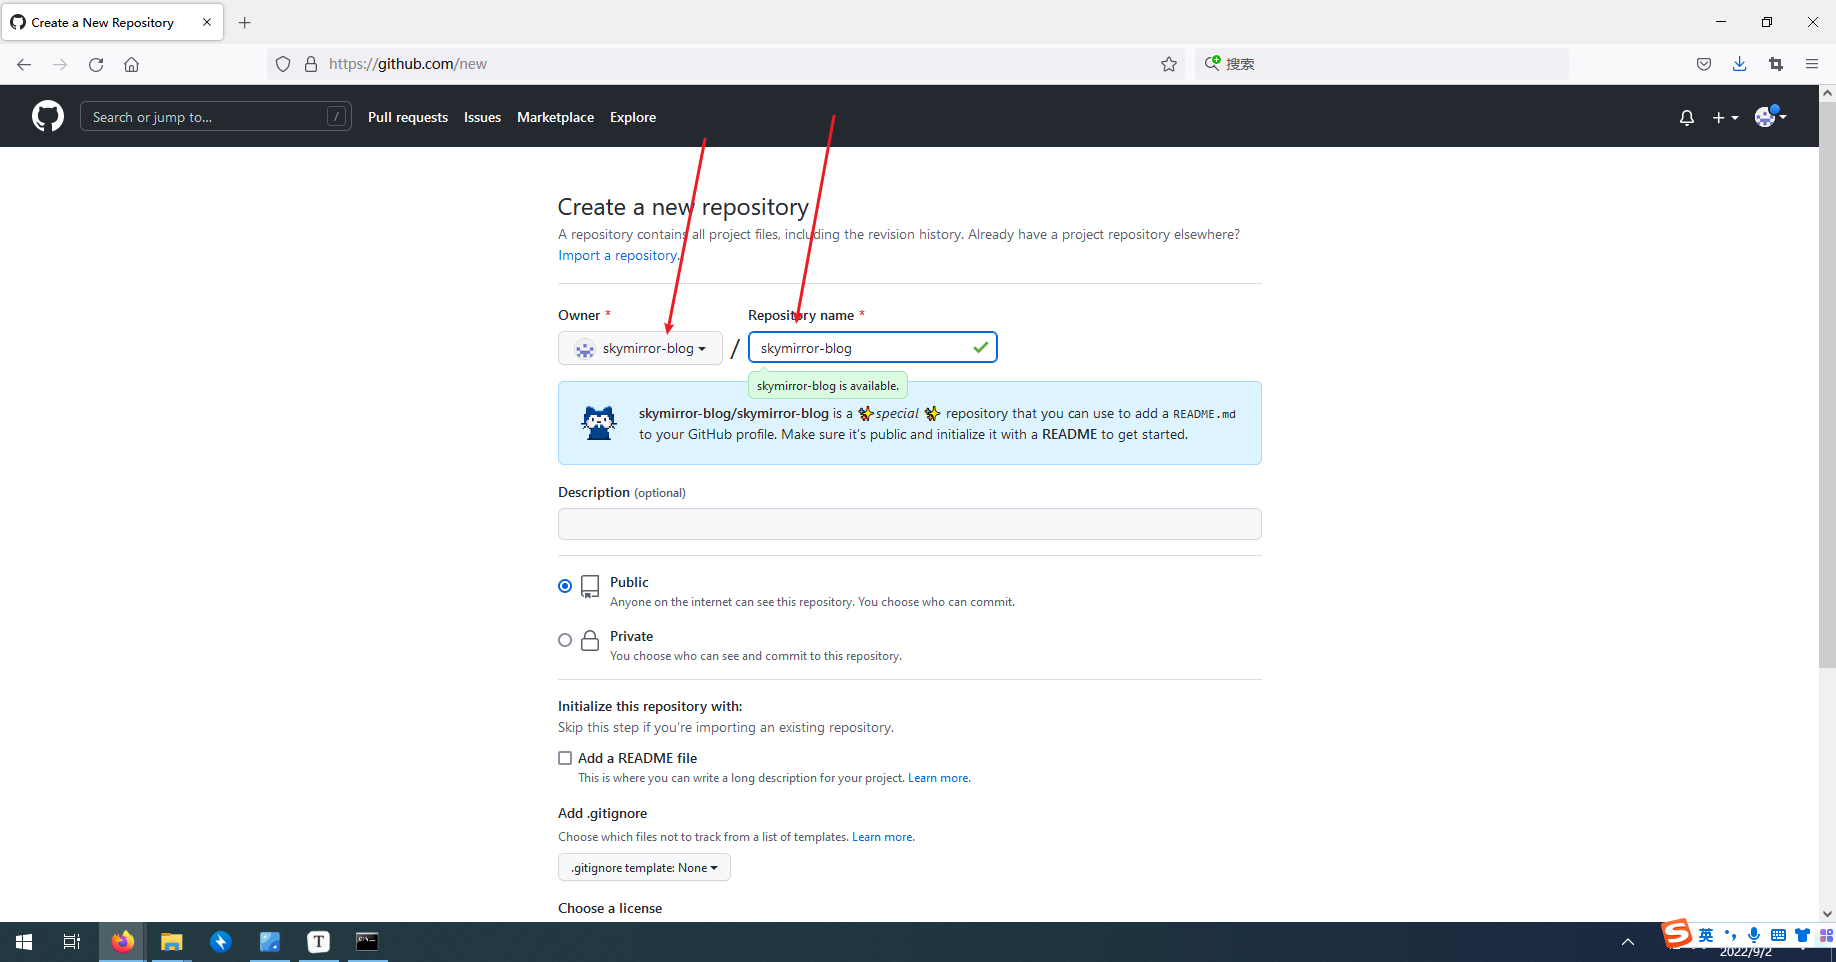 Create a New Repository
https://github.com/new
搜索
Search or jump to...
/
Pull requests
Issues
Marketplace
Explore
Create a new repository
A repository contains all project files, including the revision history. Already have a project repository elsewhere?
Import a repository.
Owner *
Repository name *
skymirror-blog
/
skymirror-blog
skymirror-blog is available.
skymirror-blog/skymirror-blog is a ✨special ✨ repository that you can use to add a README.md
to your GitHub profile. Make sure it's public and initialize it with a README to get started.
Description (optional)
Public
Anyone on the internet can see this repository. You choose who can commit.
Private
You choose who can see and commit to this repository.
Initialize this repository with:
Skip this step if you're importing an existing repository.
Add a README file
This is where you can write a long description for your project. Learn more.
Add .gitignore
Choose which files not to track from a list of templates. Learn more.
.gitignore template: None
Choose a license
英
2022/9/2